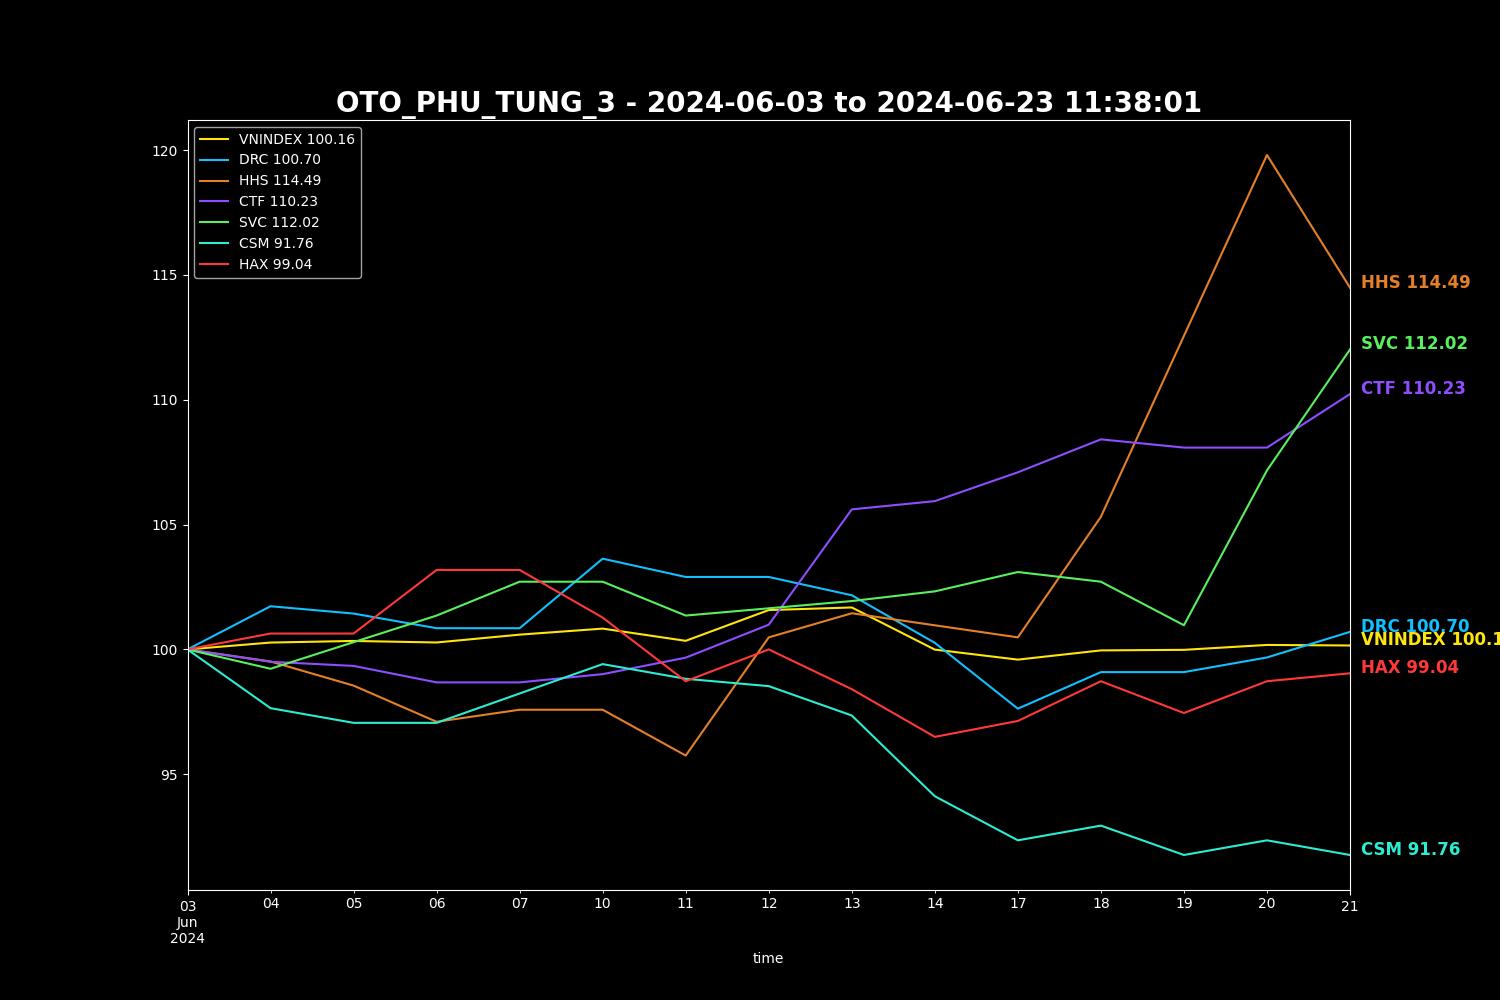 OTO_PHU_TUNG_3 - 2024-06-03 to 2024-06-23 11:38:01
VNINDEX 100.16
DRC 100.70
HHS 114.49
CTF 110.23
SVC 112.02
CSM 91.76
HAX 99.04
120
115
110
105
100
95
HHS 114.49
SVC 112.02
CTF 110.23
DRC 100.70
VNINDEX 100.1
HAX 99.04
CSM 91.76
03 04 05 06 07 10 11 12 13 14 17 18 19 20 21
Jun
2024
time